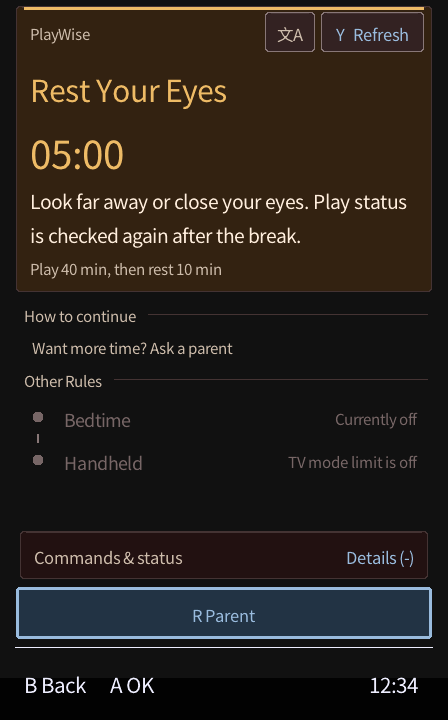 PlayWise
文A
Y Refresh
Rest Your Eyes
05:00
Look far away or close your eyes. Play status
is checked again after the break.
Play 40 min, then rest 10 min
How to continue
Want more time? Ask a parent
Other Rules
Bedtime Currently off
Handheld TV mode limit is off
Commands & status Details (-)
R Parent
B Back A OK 12:34